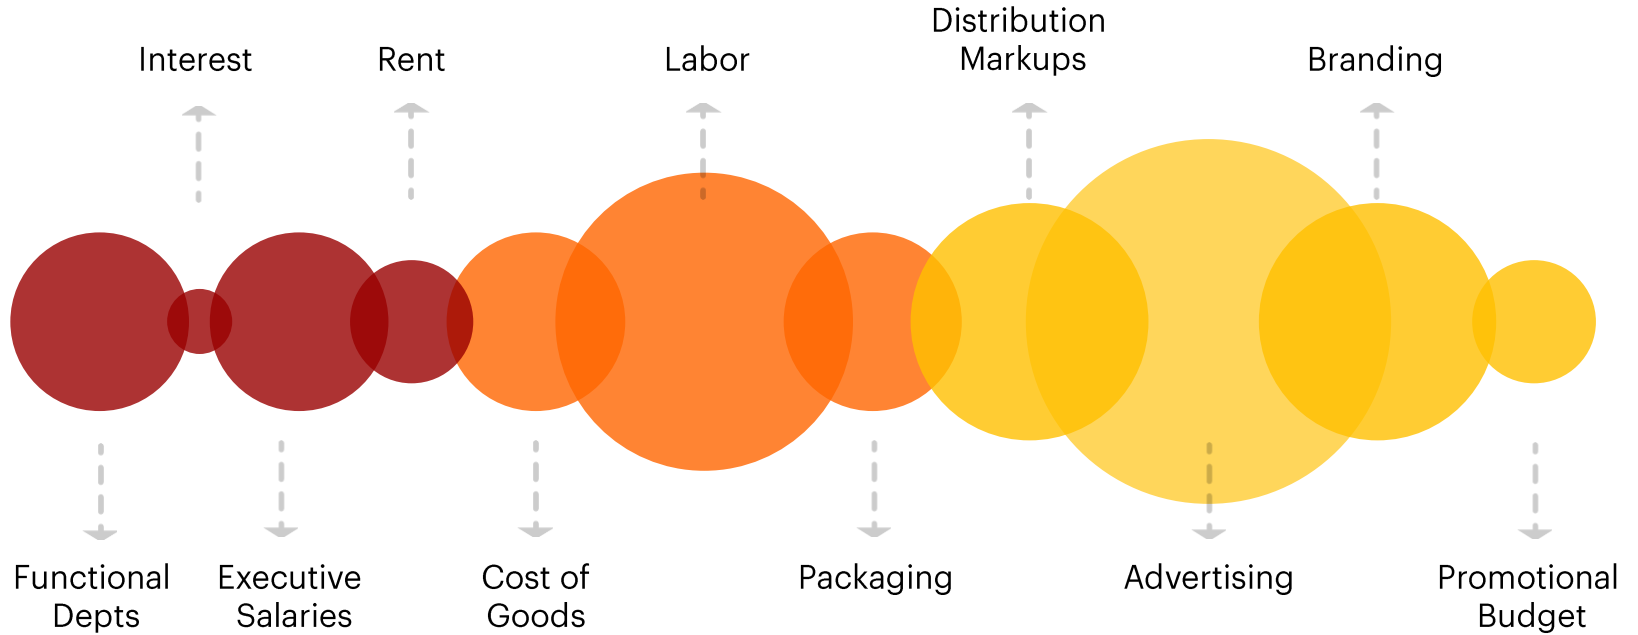 Interest
Rent
Labor
Distribution
Markups
Branding
Functional
Depts
Executive
Salaries
Cost of
Goods
Packaging
Advertising
Promotional
Budget